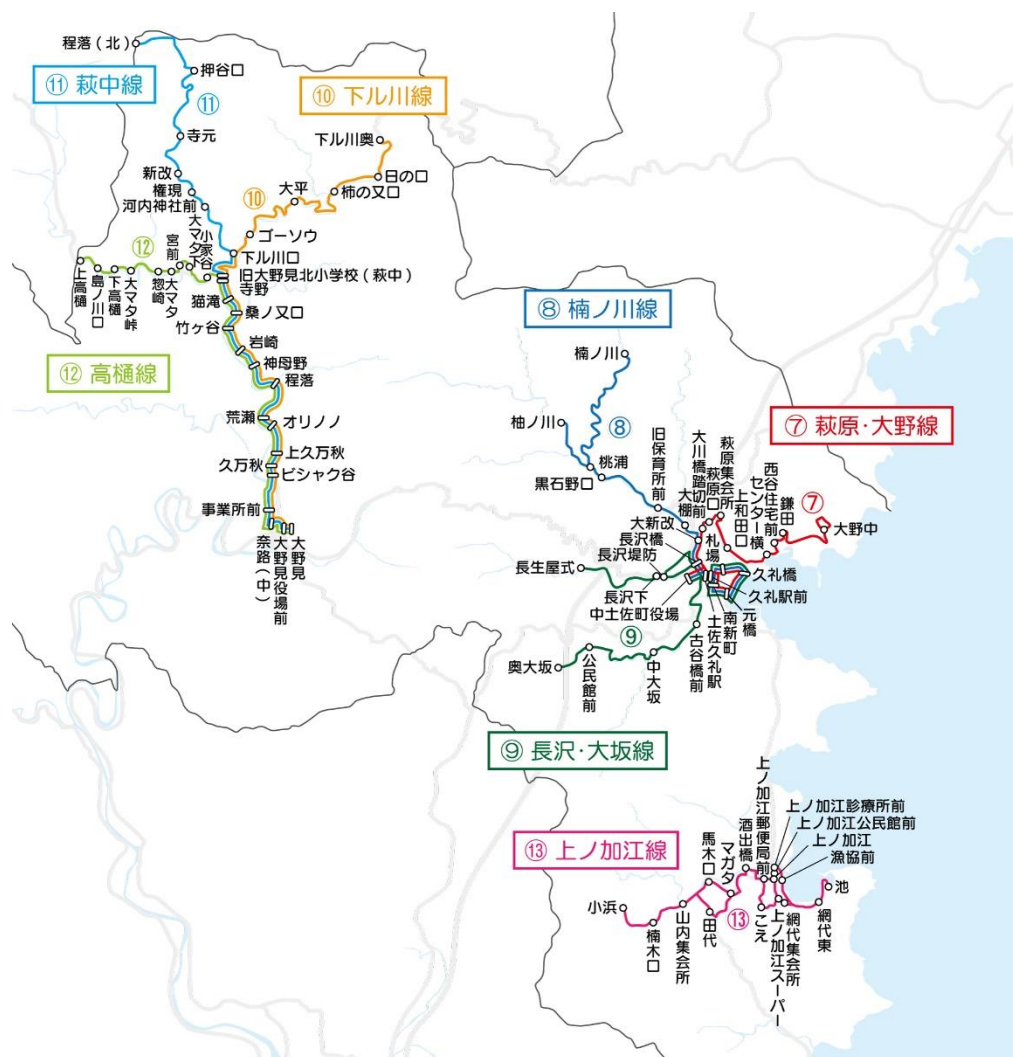 程落(北)
押谷口
⑪ 萩中線
⑪
寺元
新改
権現
河内神社前
⑩ 下ル川線
下ル川奥
日の口
柿の又口
大平
⑩
ゴーソウ
下ル川口
小家谷
大マタ下
宮前
⑫
旧大野見北小学校(萩中)
寺野
上高樋
島ノ川口
下高樋
大マタ峠
惣崎
大マタ
猫滝
桑ノ又口
竹ヶ谷
岩崎
神母野
⑫ 高樋線
程落
荒瀬
オリノノ
上久万秋
久万秋
ビシャク谷
事業所前
奈路(中)
大野見役場前
大野見
⑧ 楠ノ川線
楠ノ川
柚ノ川
⑧
桃浦
黒石野口
旧保育所前
大棚
大新改
⑦ 萩原・大野線
大川橋踏切前
萩原口
萩原集会所
上和田口
センター横
西谷住宅前
鎌田
⑦
大野中
札場
長沢橋
長沢堤防
長生屋式
長沢下
中土佐町役場
久礼橋
久礼駅前
元橋
南新町
土佐久礼駅
古谷橋前
⑨
中大坂
公民館前
奥大坂
⑨ 長沢・大坂線
⑬ 上ノ加江線
小浜
楠木口
山内集会所
馬木口
田代
マガタ
⑬
酒出橋
上ノ加江郵便局前
上ノ加江診療所前
上ノ加江公民館前
上ノ加江
漁協前
こえ
上ノ加江スーパー
網代集会所
網代東
池